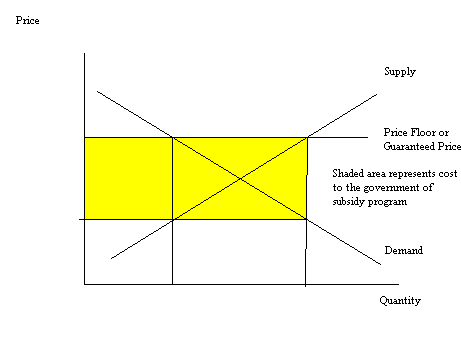 Price
Supply
Price Floor or
Guaranteed Price
Shaded area represents cost
to the government of
subsidy program
Demand
Quantity